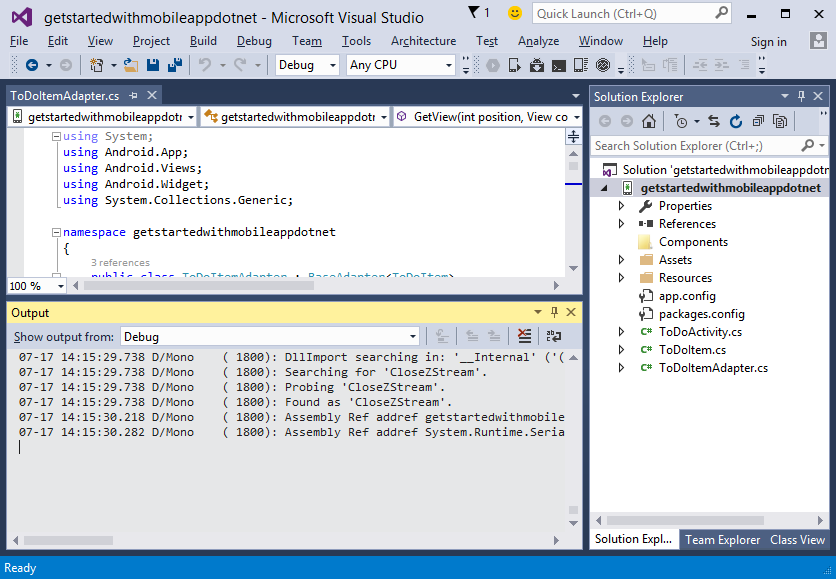 getstartedwithmobileappdotnet - Microsoft Visual Studio
1
Quick Launch (Ctrl+Q)
File Edit View Project Build Debug Team Tools Architecture Test Analyze Window Help Sign in
Debug Any CPU
ToDoItemAdapter.cs
getstartedwithmobileappdotr getstartedwithmobileappdotr GetView(int position, View co
using System;
using Android.App;
using Android.Views;
using Android.Widget;
using System.Collections.Generic;
namespace getstartedwithmobileappdotnet
{
3 references
public class ToDoItemAdapter : BaseAdapter<ToDoItem>
100 %
Output
Show output from: Debug
07-17 14:15:29.738 D/Mono ( 1800): DllImport searching in: '__Internal' ('(
07-17 14:15:29.738 D/Mono ( 1800): Searching for 'CloseZStream'.
07-17 14:15:29.738 D/Mono ( 1800): Probing 'CloseZStream'.
07-17 14:15:29.738 D/Mono ( 1800): Found as 'CloseZStream'.
07-17 14:15:30.218 D/Mono ( 1800): Assembly Ref addref getstartedwithmobile
07-17 14:15:30.282 D/Mono ( 1800): Assembly Ref addref System.Runtime.Seria
Solution Explorer
Search Solution Explorer (Ctrl+;)
Solution 'getstartedwithmobileappdotr
getstartedwithmobileappdotnet
Properties
References
Components
Assets
Resources
app.config
packages.config
C# ToDoActivity.cs
C# ToDoItem.cs
C# ToDoItemAdapter.cs
Solution Expl... Team Explorer Class View
Ready